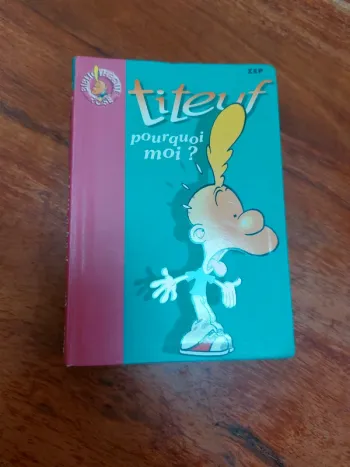 ZEP
titeuf
pourquoi
moi ?